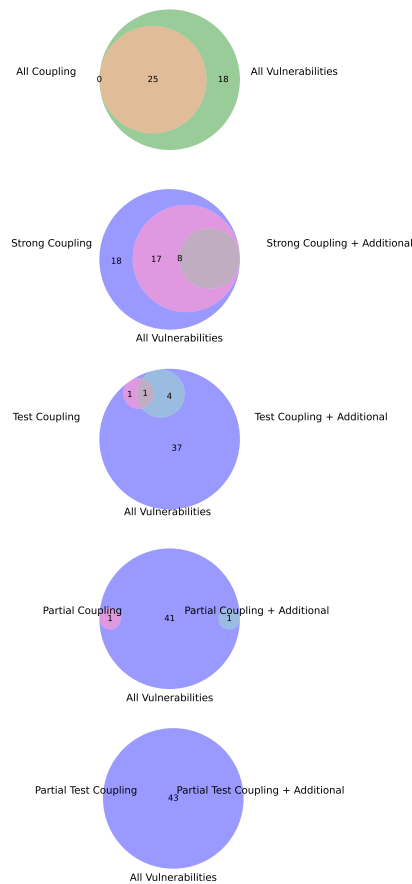 All Coupling
0
25
18
All Vulnerabilities
Strong Coupling
18
17
8
Strong Coupling + Additional
All Vulnerabilities
Test Coupling
1
1
4
37
Test Coupling + Additional
All Vulnerabilities
Partial Coupling
1
41
Partial Coupling + Additional
1
All Vulnerabilities
Partial Test Coupling
43
Partial Test Coupling + Additional
All Vulnerabilities